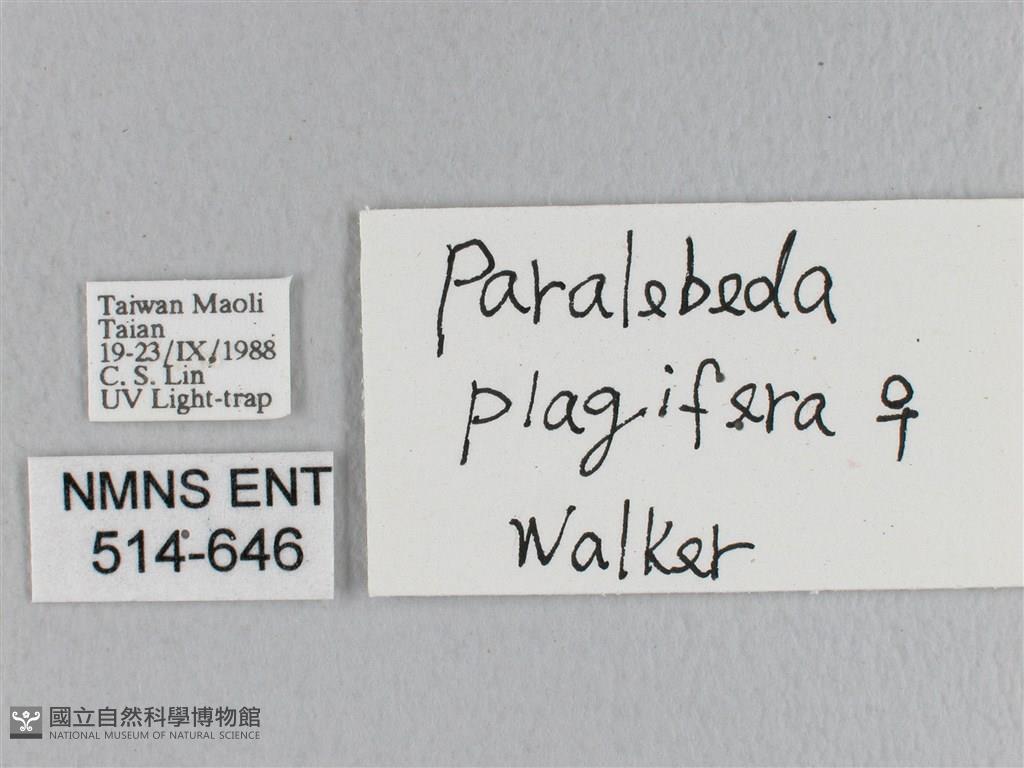 Taiwan Maoli
Taian
19-23/IX/1988
C. S. Lin
UV Light-trap
NMNS ENT
514-646
Paralebeda
plagifera ♀
Walker
國立自然科學博物館
NATIONAL MUSEUM OF NATURAL SCIENCE